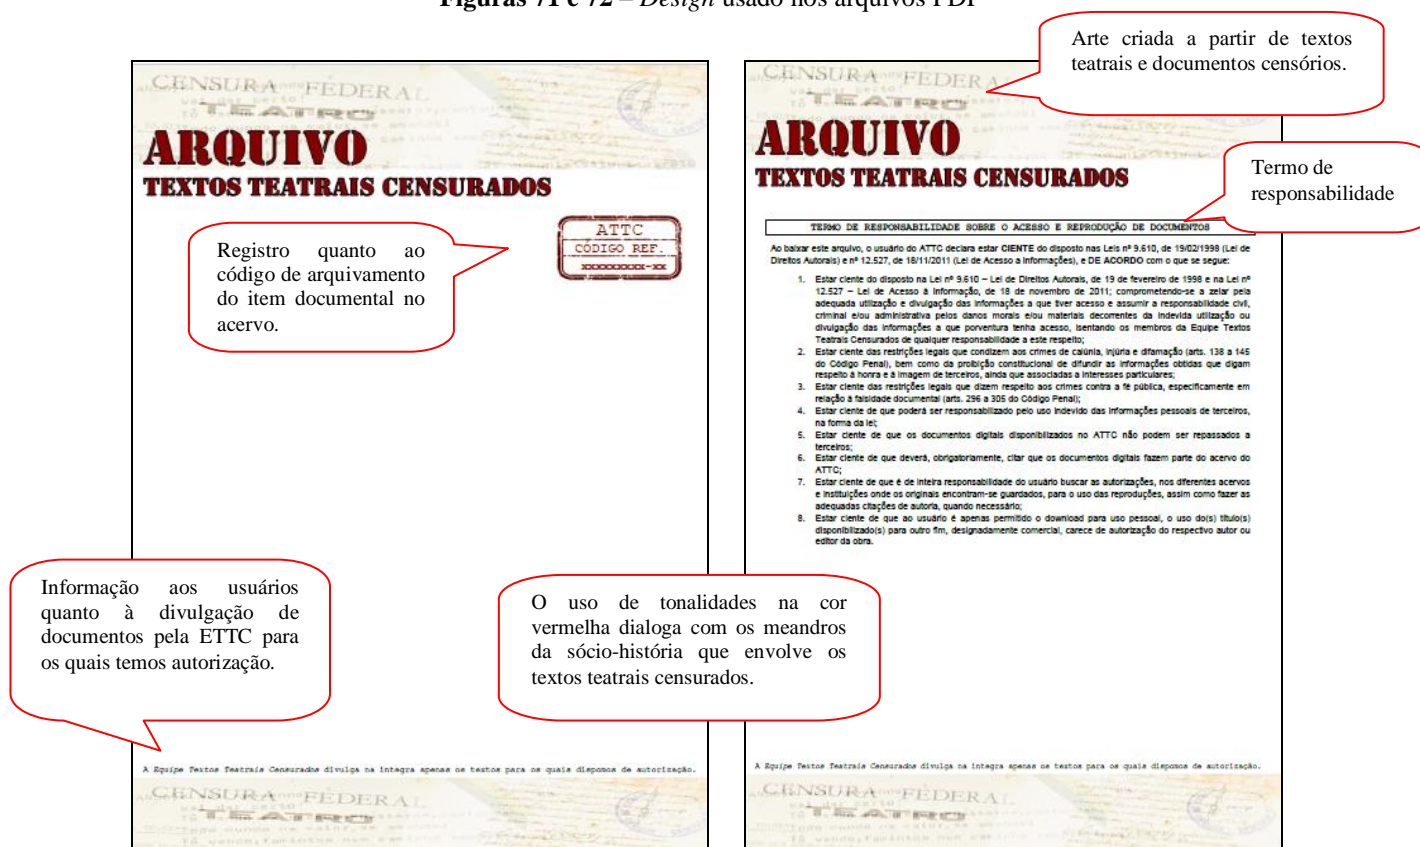 Figuras 71 e 72 – Design usado nos arquivos PDF
Arte criada a partir de textos
teatrais e documentos censórios.
CENSURA FEDERAL
TEATRO
ARQUIVO
TEXTOS TEATRAIS CENSURADOS
ATTC
CÓDIGO REF.
xxxxxxxxxx-xx
Registro quanto ao
código de arquivamento
do item documental no
acervo.
Informação aos usuários
quanto à divulgação de
documentos pela ETTC para
os quais temos autorização.
A Equipe Textos Teatrais Censurados divulga na íntegra apenas os textos para os quais dispomos de autorização.
CENSURA FEDERAL
TEATRO
CENSURA FEDERAL
TEATRO
ARQUIVO
TEXTOS TEATRAIS CENSURADOS
Termo de
responsabilidade
TERMO DE RESPONSABILIDADE SOBRE O ACESSO E REPRODUÇÃO DE DOCUMENTOS
Ao baixar este arquivo, o usuário do ATTC declara estar CIENTE do disposto nas Leis nº 9.610, de 19/02/1998 (Lei de
Direitos Autorais) e nº 12.527, de 18/11/2011 (Lei de Acesso a Informações), e DE ACORDO com o que se segue:
1. Estar ciente do disposto na Lei nº 9.610 – Lei de Direitos Autorais, de 19 de fevereiro de 1998 e na Lei nº
12.527 – Lei de Acesso à Informação, de 18 de novembro de 2011; comprometendo-se a zelar pela
adequada utilização e divulgação das informações a que tiver acesso e assumir a responsabilidade civil,
criminal e/ou administrativa pelos danos morais e/ou materiais decorrentes da indevida utilização ou
divulgação das informações a que porventura tenha acesso, isentando os membros da Equipe Textos
Teatrais Censurados de qualquer responsabilidade a este respeito;
2. Estar ciente das restrições legais que condizem aos crimes de calúnia, injúria e difamação (arts. 138 a 145
do Código Penal), bem como da proibição constitucional de difundir as informações obtidas que digam
respeito à honra e à imagem de terceiros, ainda que associadas a interesses particulares;
3. Estar ciente das restrições legais que dizem respeito aos crimes contra a fé pública, especificamente em
relação à falsidade documental (arts. 296 a 305 do Código Penal);
4. Estar ciente de que poderá ser responsabilizado pelo uso indevido das informações pessoais de terceiros,
na forma da lei;
5. Estar ciente de que os documentos digitais disponibilizados no ATTC não podem ser repassados a
terceiros;
6. Estar ciente de que deverá, obrigatoriamente, citar que os documentos digitais fazem parte do acervo do
ATTC;
7. Estar ciente de que é de inteira responsabilidade do usuário buscar as autorizações, nos diferentes acervos
e instituições onde os originais encontram-se guardados, para o uso das reproduções, assim como fazer as
adequadas citações de autoria, quando necessário;
8. Estar ciente de que ao usuário é apenas permitido o download para uso pessoal, o uso do(s) título(s)
disponibilizado(s) para outro fim, designadamente comercial, carece de autorização do respectivo autor ou
editor da obra.
O uso de tonalidades na cor
vermelha dialoga com os meandros
da sócio-história que envolve os
textos teatrais censurados.
A Equipe Textos Teatrais Censurados divulga na íntegra apenas os textos para os quais dispomos de autorização.
CENSURA FEDERAL
TEATRO